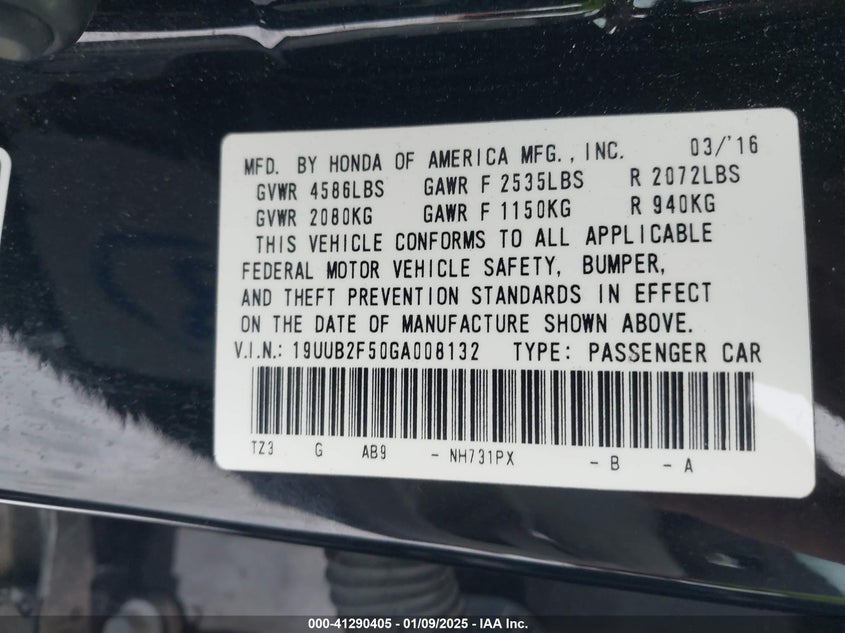 MFD. BY HONDA OF AMERICA MFG., INC. 03/'16
GVWR 4586LBS GAWR F 2535LBS R 2072LBS
GVWR 2080KG GAWR F 1150KG R 940KG
THIS VEHICLE CONFORMS TO ALL APPLICABLE
FEDERAL MOTOR VEHICLE SAFETY, BUMPER,
AND THEFT PREVENTION STANDARDS IN EFFECT
ON THE DATE OF MANUFACTURE SHOWN ABOVE.
V.I.N.: 19UUB2F50GA008132 TYPE: PASSENGER CAR
TZ3 G AB9 - NH731PX - B - A
000-41290405 - 01/09/2025 - IAA Inc.